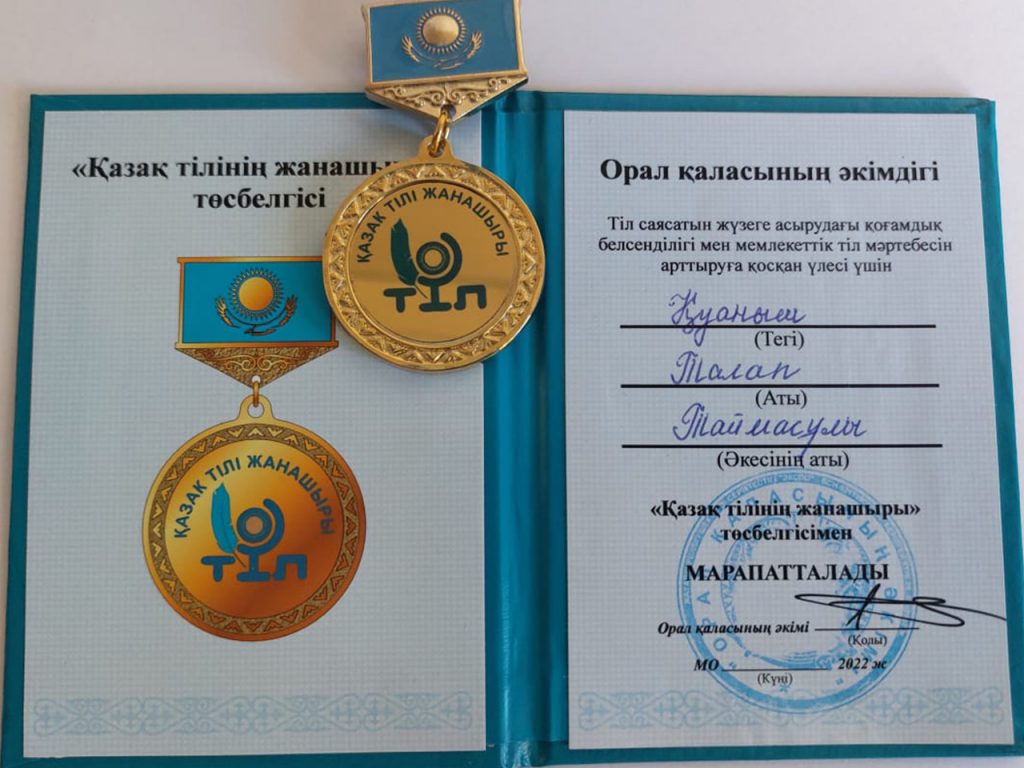 «Қазақ тілінің жанашы
төсбелгісі
ҚАЗАҚ ТІЛІ ЖАНАШЫРЫ
тіл
ҚАЗАҚ ТІЛІ ЖАНАШЫРЫ
тіл
Орал қаласының әкімдігі
Тіл саясатын жүзеге асырудағы қоғамдық
белсенділігі мен мемлекеттік тіл мәртебесін
арттыруға қосқан үлесі үшін
Қуаныш
(Тегі)
Талап
(Аты)
Таймасұлы
(Әкесінің аты)
«Қазақ тілінің жанашыры»
төсбелгісімен
МАРАПАТТАЛАДЫ
Орал қаласының әкімі
(Қолы)
МО 2022 ж
(Күні)